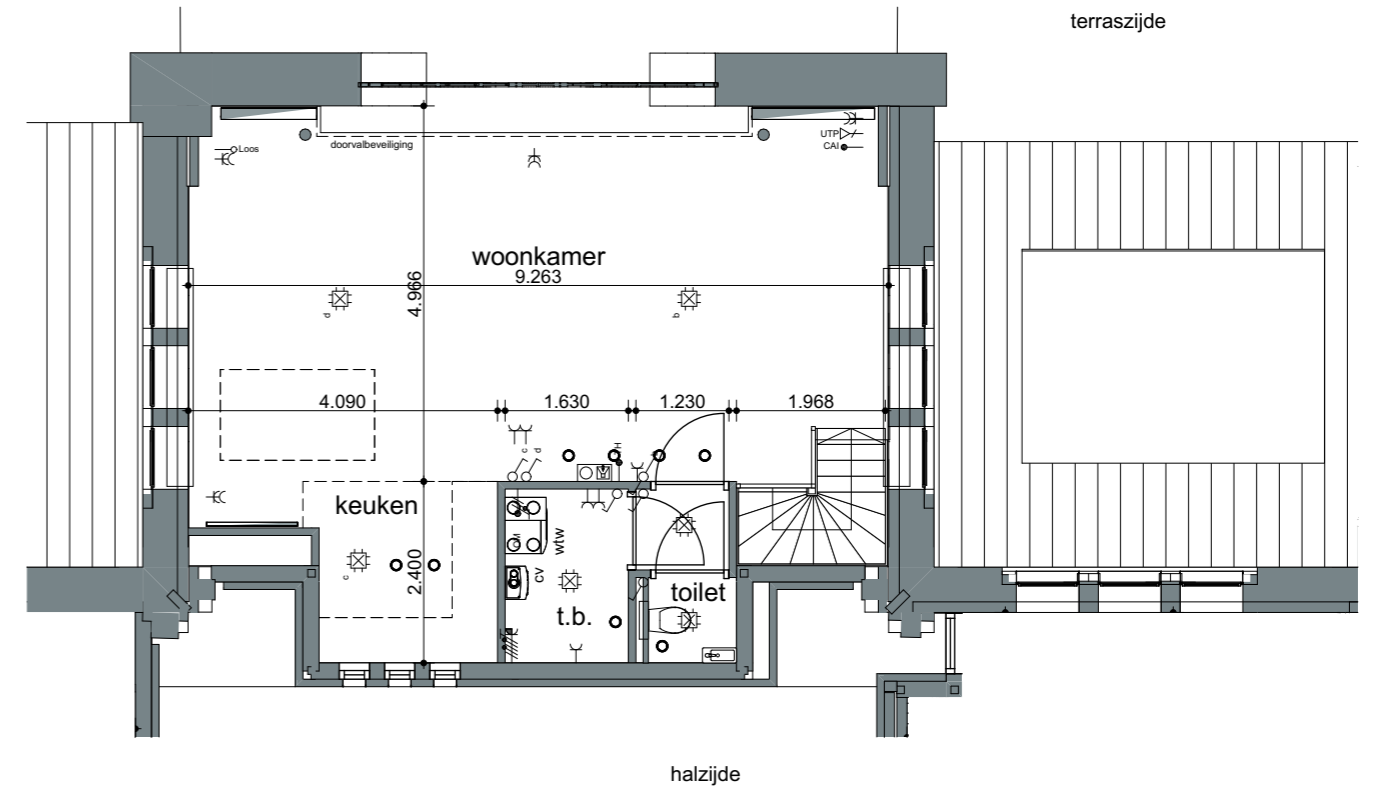 terraszijde
doorvalbeveiliging
Loos
UTP
CAI
woonkamer
9.263
4.966
d
b
4.090
1.630
1.230
1.968
c
d
keuken
wtw
cv
c
2.400
t.b.
toilet
halzijde